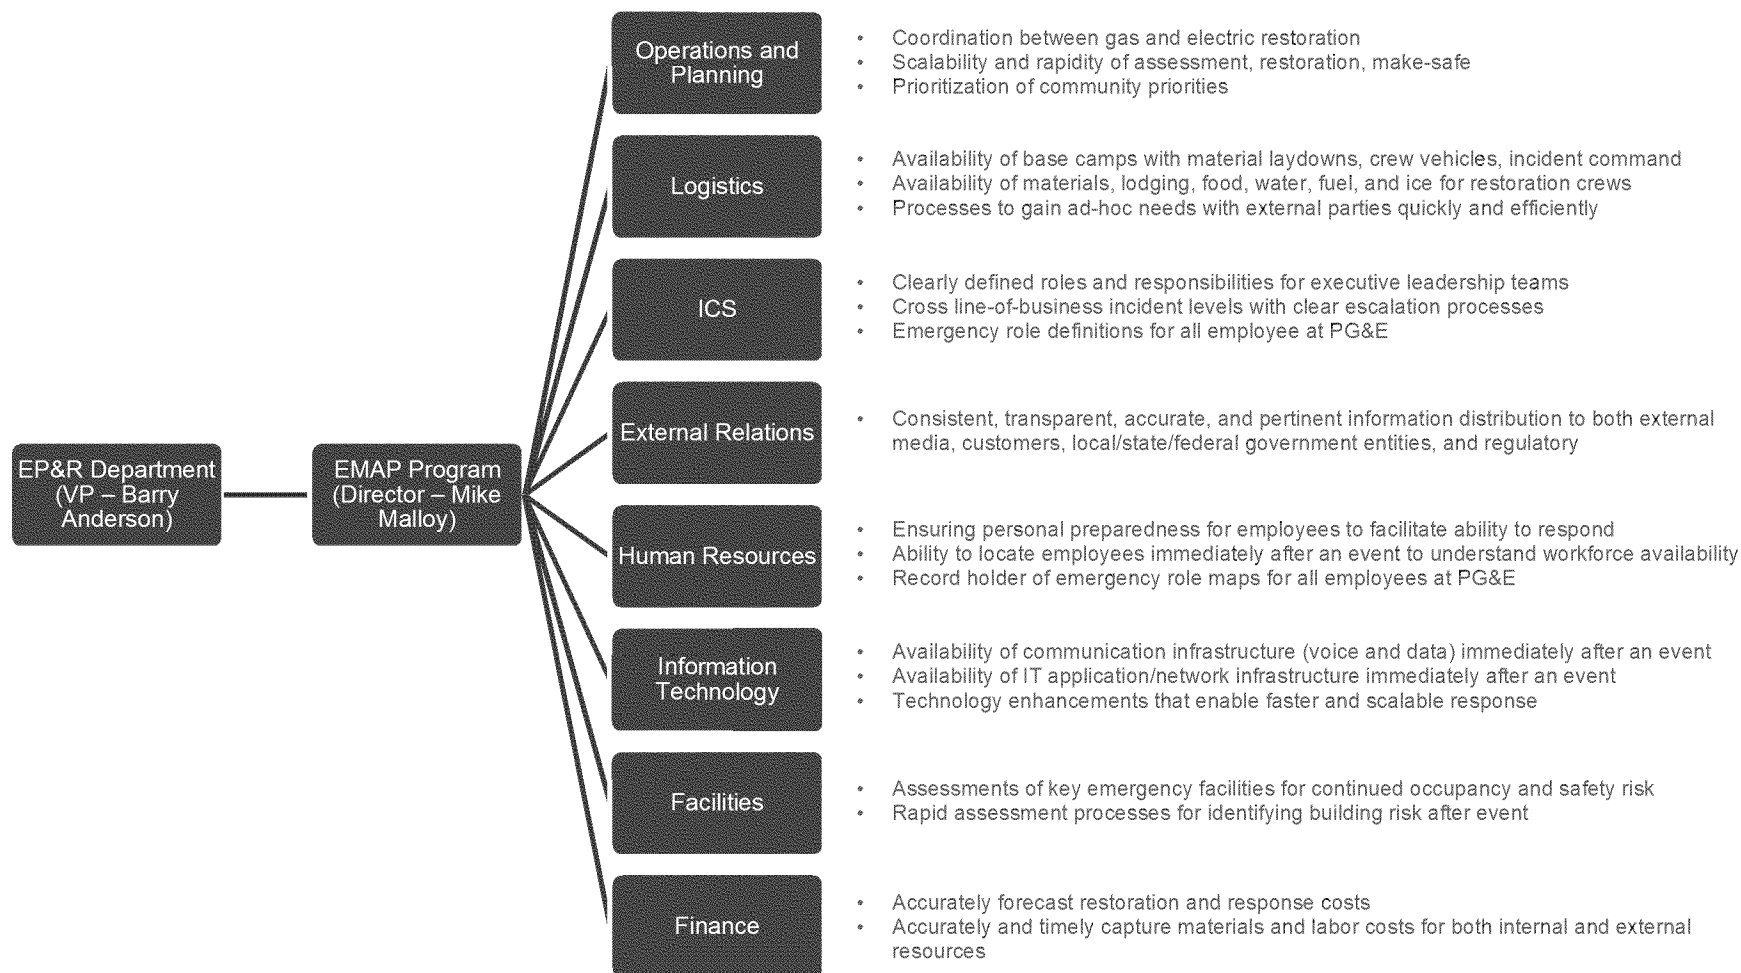 Operations and
Planning
• Coordination between gas and electric restoration
• Scalability and rapidity of assessment, restoration, make-safe
• Prioritization of community priorities
Logistics
• Availability of base camps with material laydowns, crew vehicles, incident command
• Availability of materials, lodging, food, water, fuel, and ice for restoration crews
• Processes to gain ad-hoc needs with external parties quickly and efficiently
ICS
• Clearly defined roles and responsibilities for executive leadership teams
• Cross line-of-business incident levels with clear escalation processes
• Emergency role definitions for all employee at PG&E
External Relations
• Consistent, transparent, accurate, and pertinent information distribution to both external
media, customers, local/state/federal government entities, and regulatory
EP&R Department
(VP – Barry
Anderson)
EMAP Program
(Director – Mike
Malloy)
Human Resources
• Ensuring personal preparedness for employees to facilitate ability to respond
• Ability to locate employees immediately after an event to understand workforce availability
• Record holder of emergency role maps for all employees at PG&E
Information
Technology
• Availability of communication infrastructure (voice and data) immediately after an event
• Availability of IT application/network infrastructure immediately after an event
• Technology enhancements that enable faster and scalable response
Facilities
• Assessments of key emergency facilities for continued occupancy and safety risk
• Rapid assessment processes for identifying building risk after event
Finance
• Accurately forecast restoration and response costs
• Accurately and timely capture materials and labor costs for both internal and external
resources